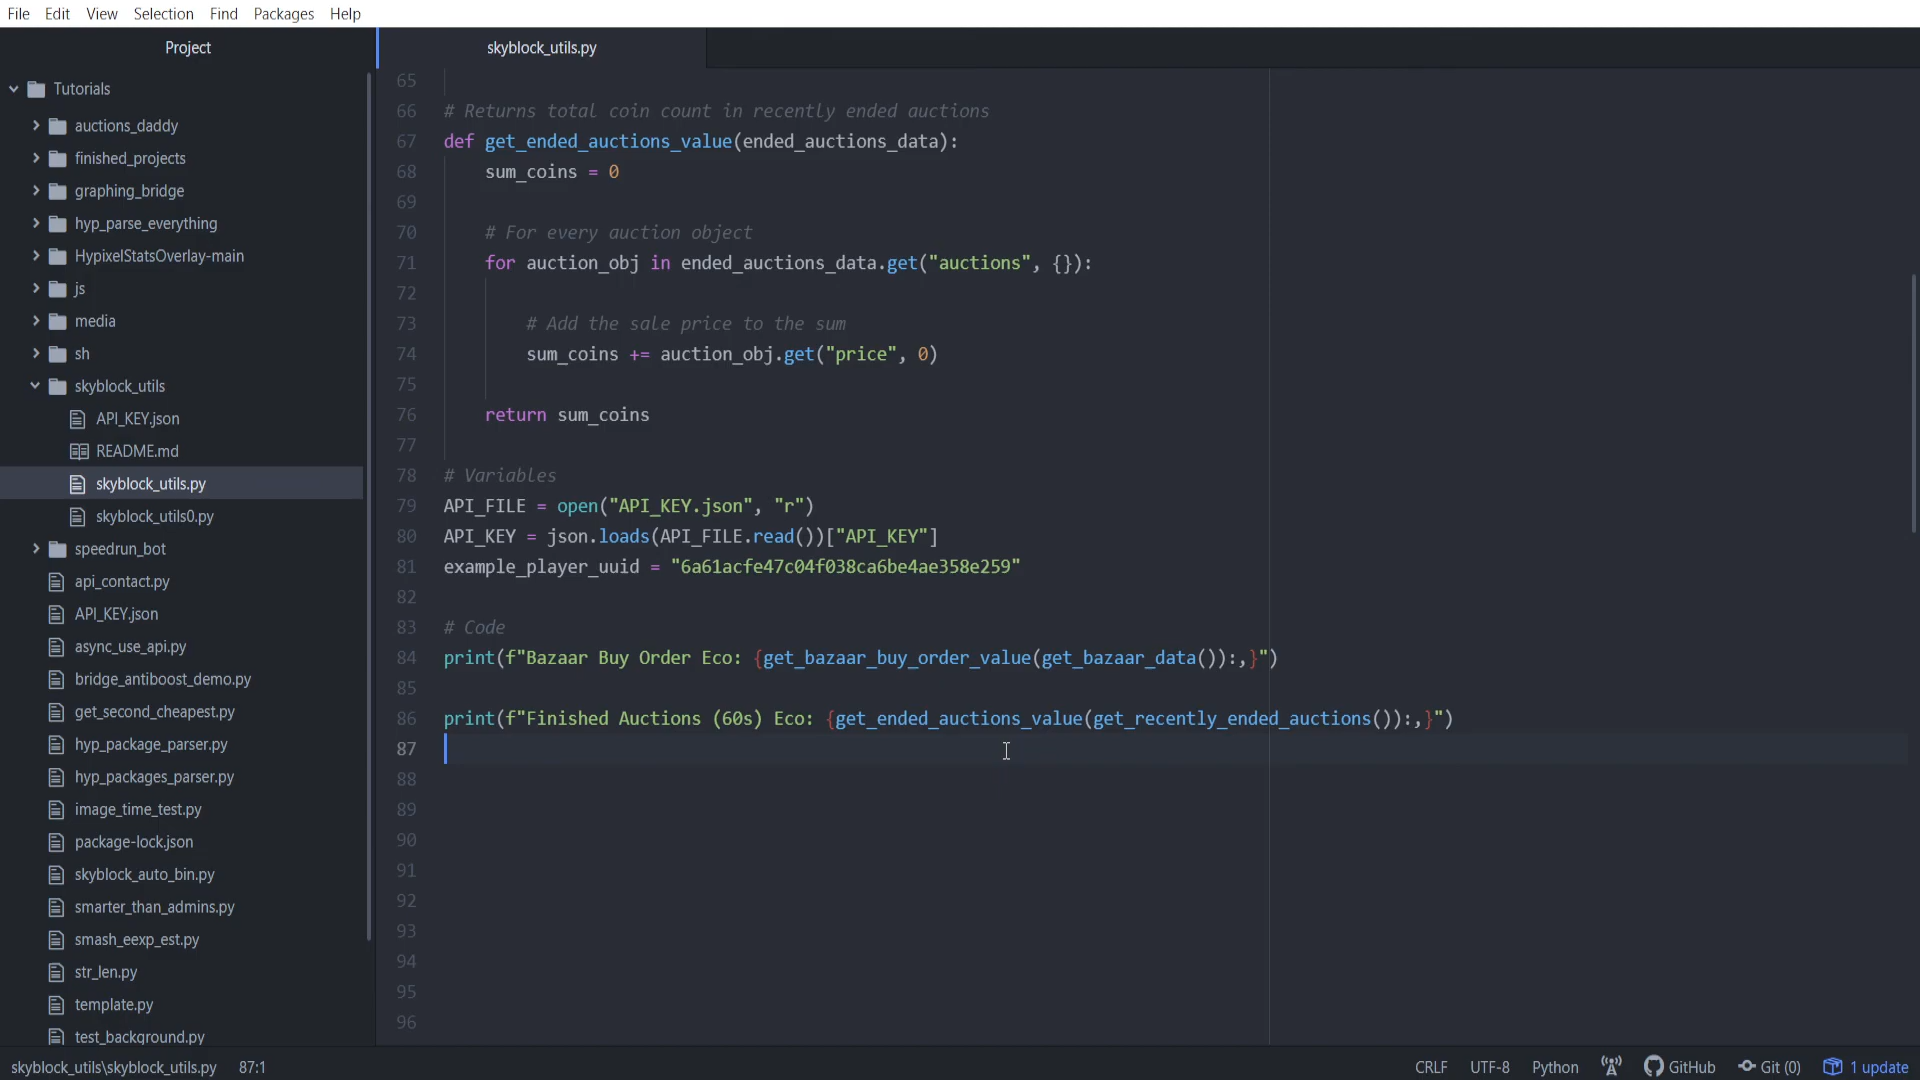 File Edit View Selection Find Packages Help
Project
skyblock_utils.py
Tutorials
auctions_daddy
finished_projects
graphing_bridge
hyp_parse_everything
HypixelStatsOverlay-main
js
media
sh
skyblock_utils
API_KEY.json
README.md
skyblock_utils.py
skyblock_utils0.py
speedrun_bot
api_contact.py
API_KEY.json
async_use_api.py
bridge_antiboost_demo.py
get_second_cheapest.py
hyp_package_parser.py
hyp_packages_parser.py
image_time_test.py
package-lock.json
skyblock_auto_bin.py
smarter_than_admins.py
smash_eexp_est.py
str_len.py
template.py
test_background.py
65
66 # Returns total coin count in recently ended auctions
67 def get_ended_auctions_value(ended_auctions_data):
68 sum_coins = 0
69
70 # For every auction object
71 for auction_obj in ended_auctions_data.get("auctions", {}):
72
73 # Add the sale price to the sum
74 sum_coins += auction_obj.get("price", 0)
75
76 return sum_coins
77
78 # Variables
79 API_FILE = open("API_KEY.json", "r")
80 API_KEY = json.loads(API_FILE.read())["API_KEY"]
81 example_player_uuid = "6a61acfe47c04f038ca6be4ae358e259"
82
83 # Code
84 print(f"Bazaar Buy Order Eco: {get_bazaar_buy_order_value(get_bazaar_data()):,}")
85
86 print(f"Finished Auctions (60s) Eco: {get_ended_auctions_value(get_recently_ended_auctions()):,}")
87
88
89
90
91
92
93
94
95
96
skyblock_utils\skyblock_utils.py 87:1 CRLF UTF-8 Python GitHub Git (0) 1 update